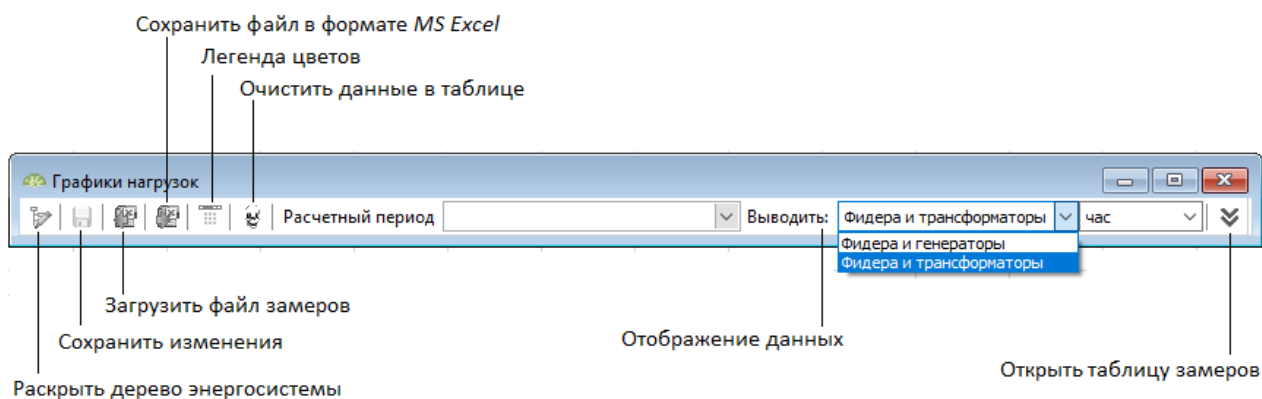 Сохранить файл в формате MS Excel
Легенда цветов
Очистить данные в таблице
Графики нагрузок
Расчетный период Выводить: Фидера и трансформаторы час
Фидера и генераторы
Фидера и трансформаторы
Загрузить файл замеров
Сохранить изменения
Отображение данных
Открыть таблицу замеров
Раскрыть дерево энергосистемы